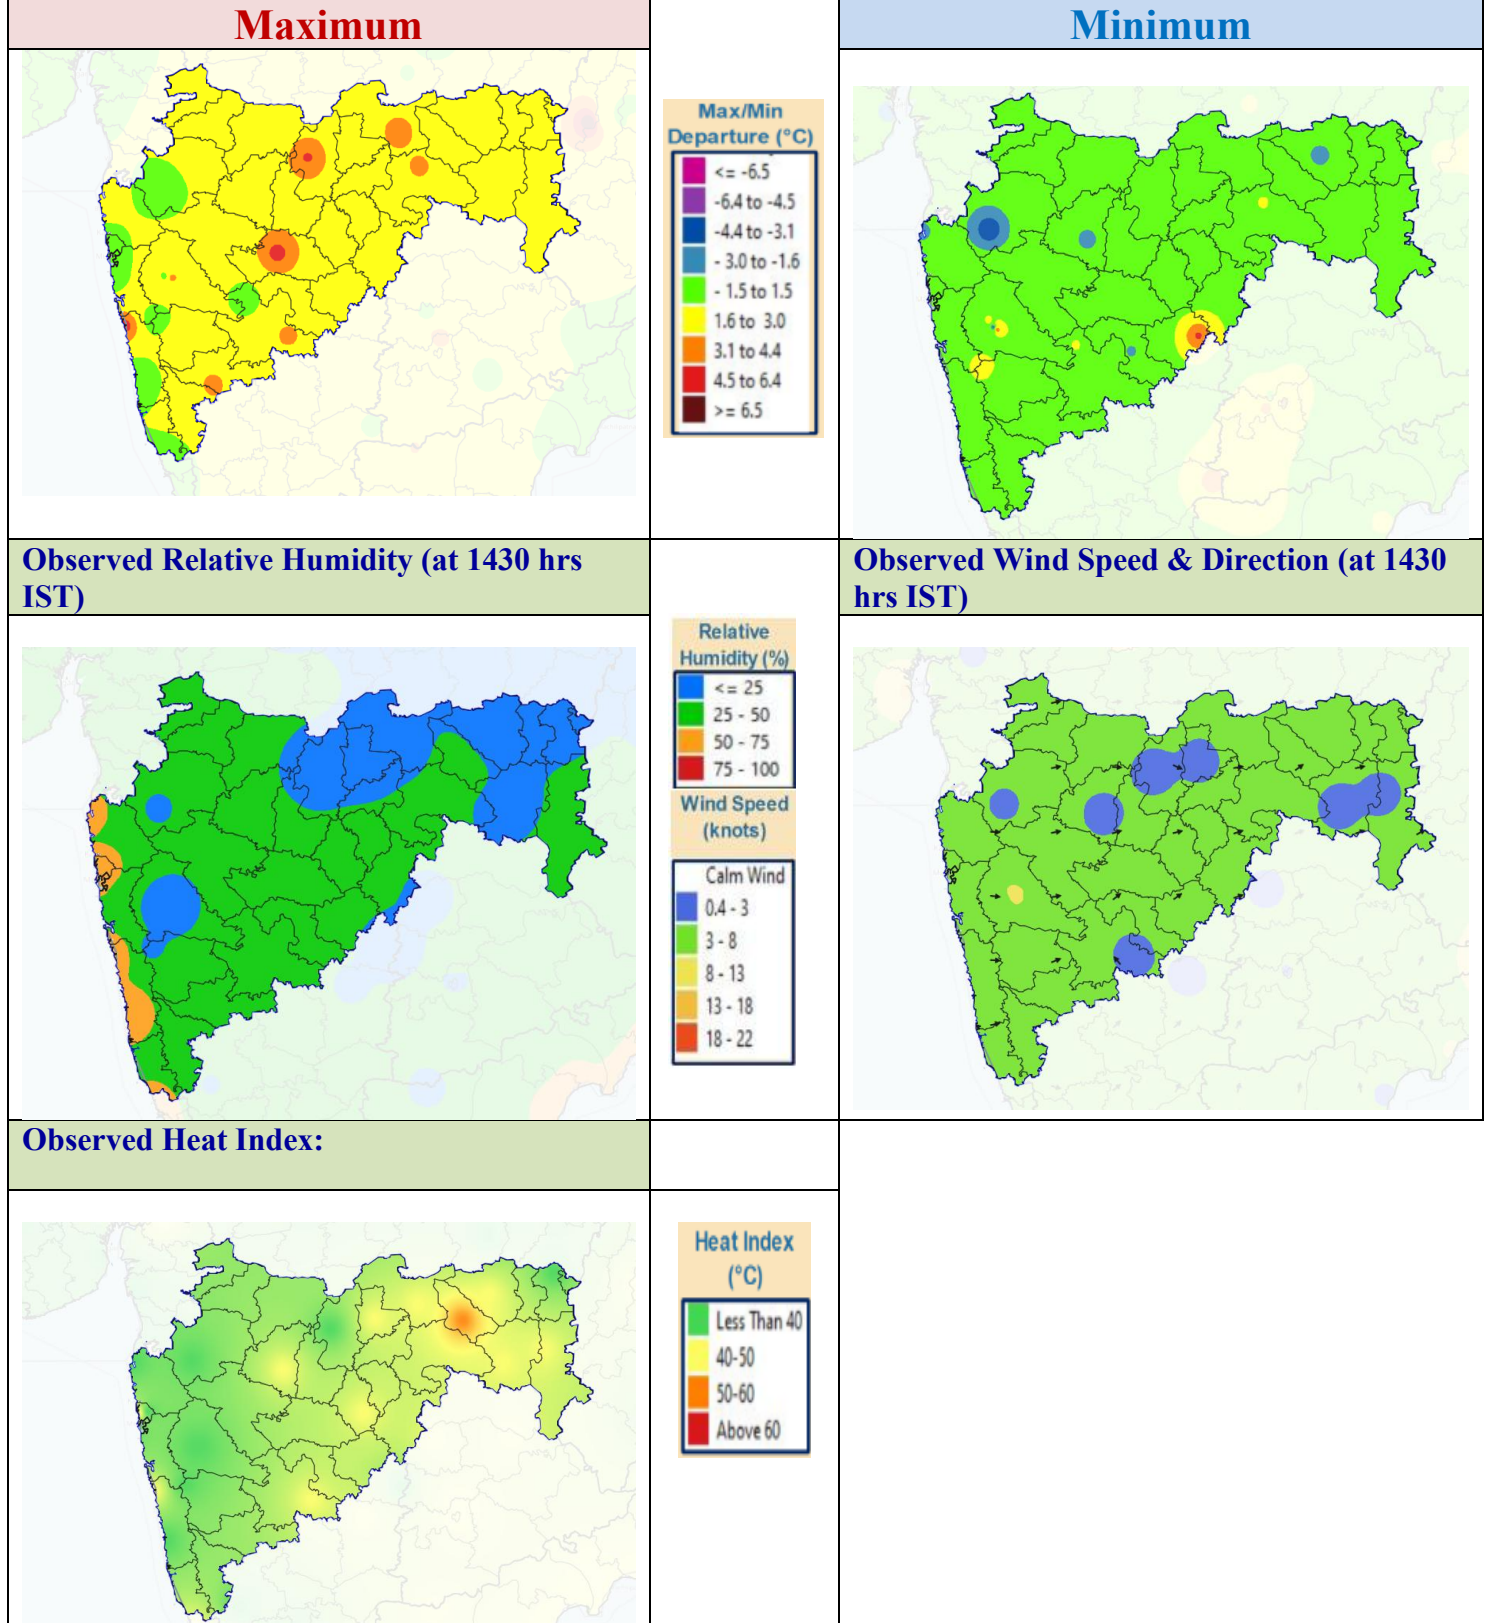 Maximum
Minimum
Max/Min
Departure (°C)
<= -6.5
-6.4 to -4.5
-4.4 to -3.1
- 3.0 to -1.6
- 1.5 to 1.5
1.6 to 3.0
3.1 to 4.4
4.5 to 6.4
>= 6.5
Observed Relative Humidity (at 1430 hrs
IST)
Observed Wind Speed & Direction (at 1430
hrs IST)
Relative
Humidity (%)
<= 25
25 - 50
50 - 75
75 - 100
Wind Speed
(knots)
Calm Wind
0.4 - 3
3 - 8
8 - 13
13 - 18
18 - 22
Observed Heat Index:
Heat Index
(°C)
Less Than 40
40-50
50-60
Above 60